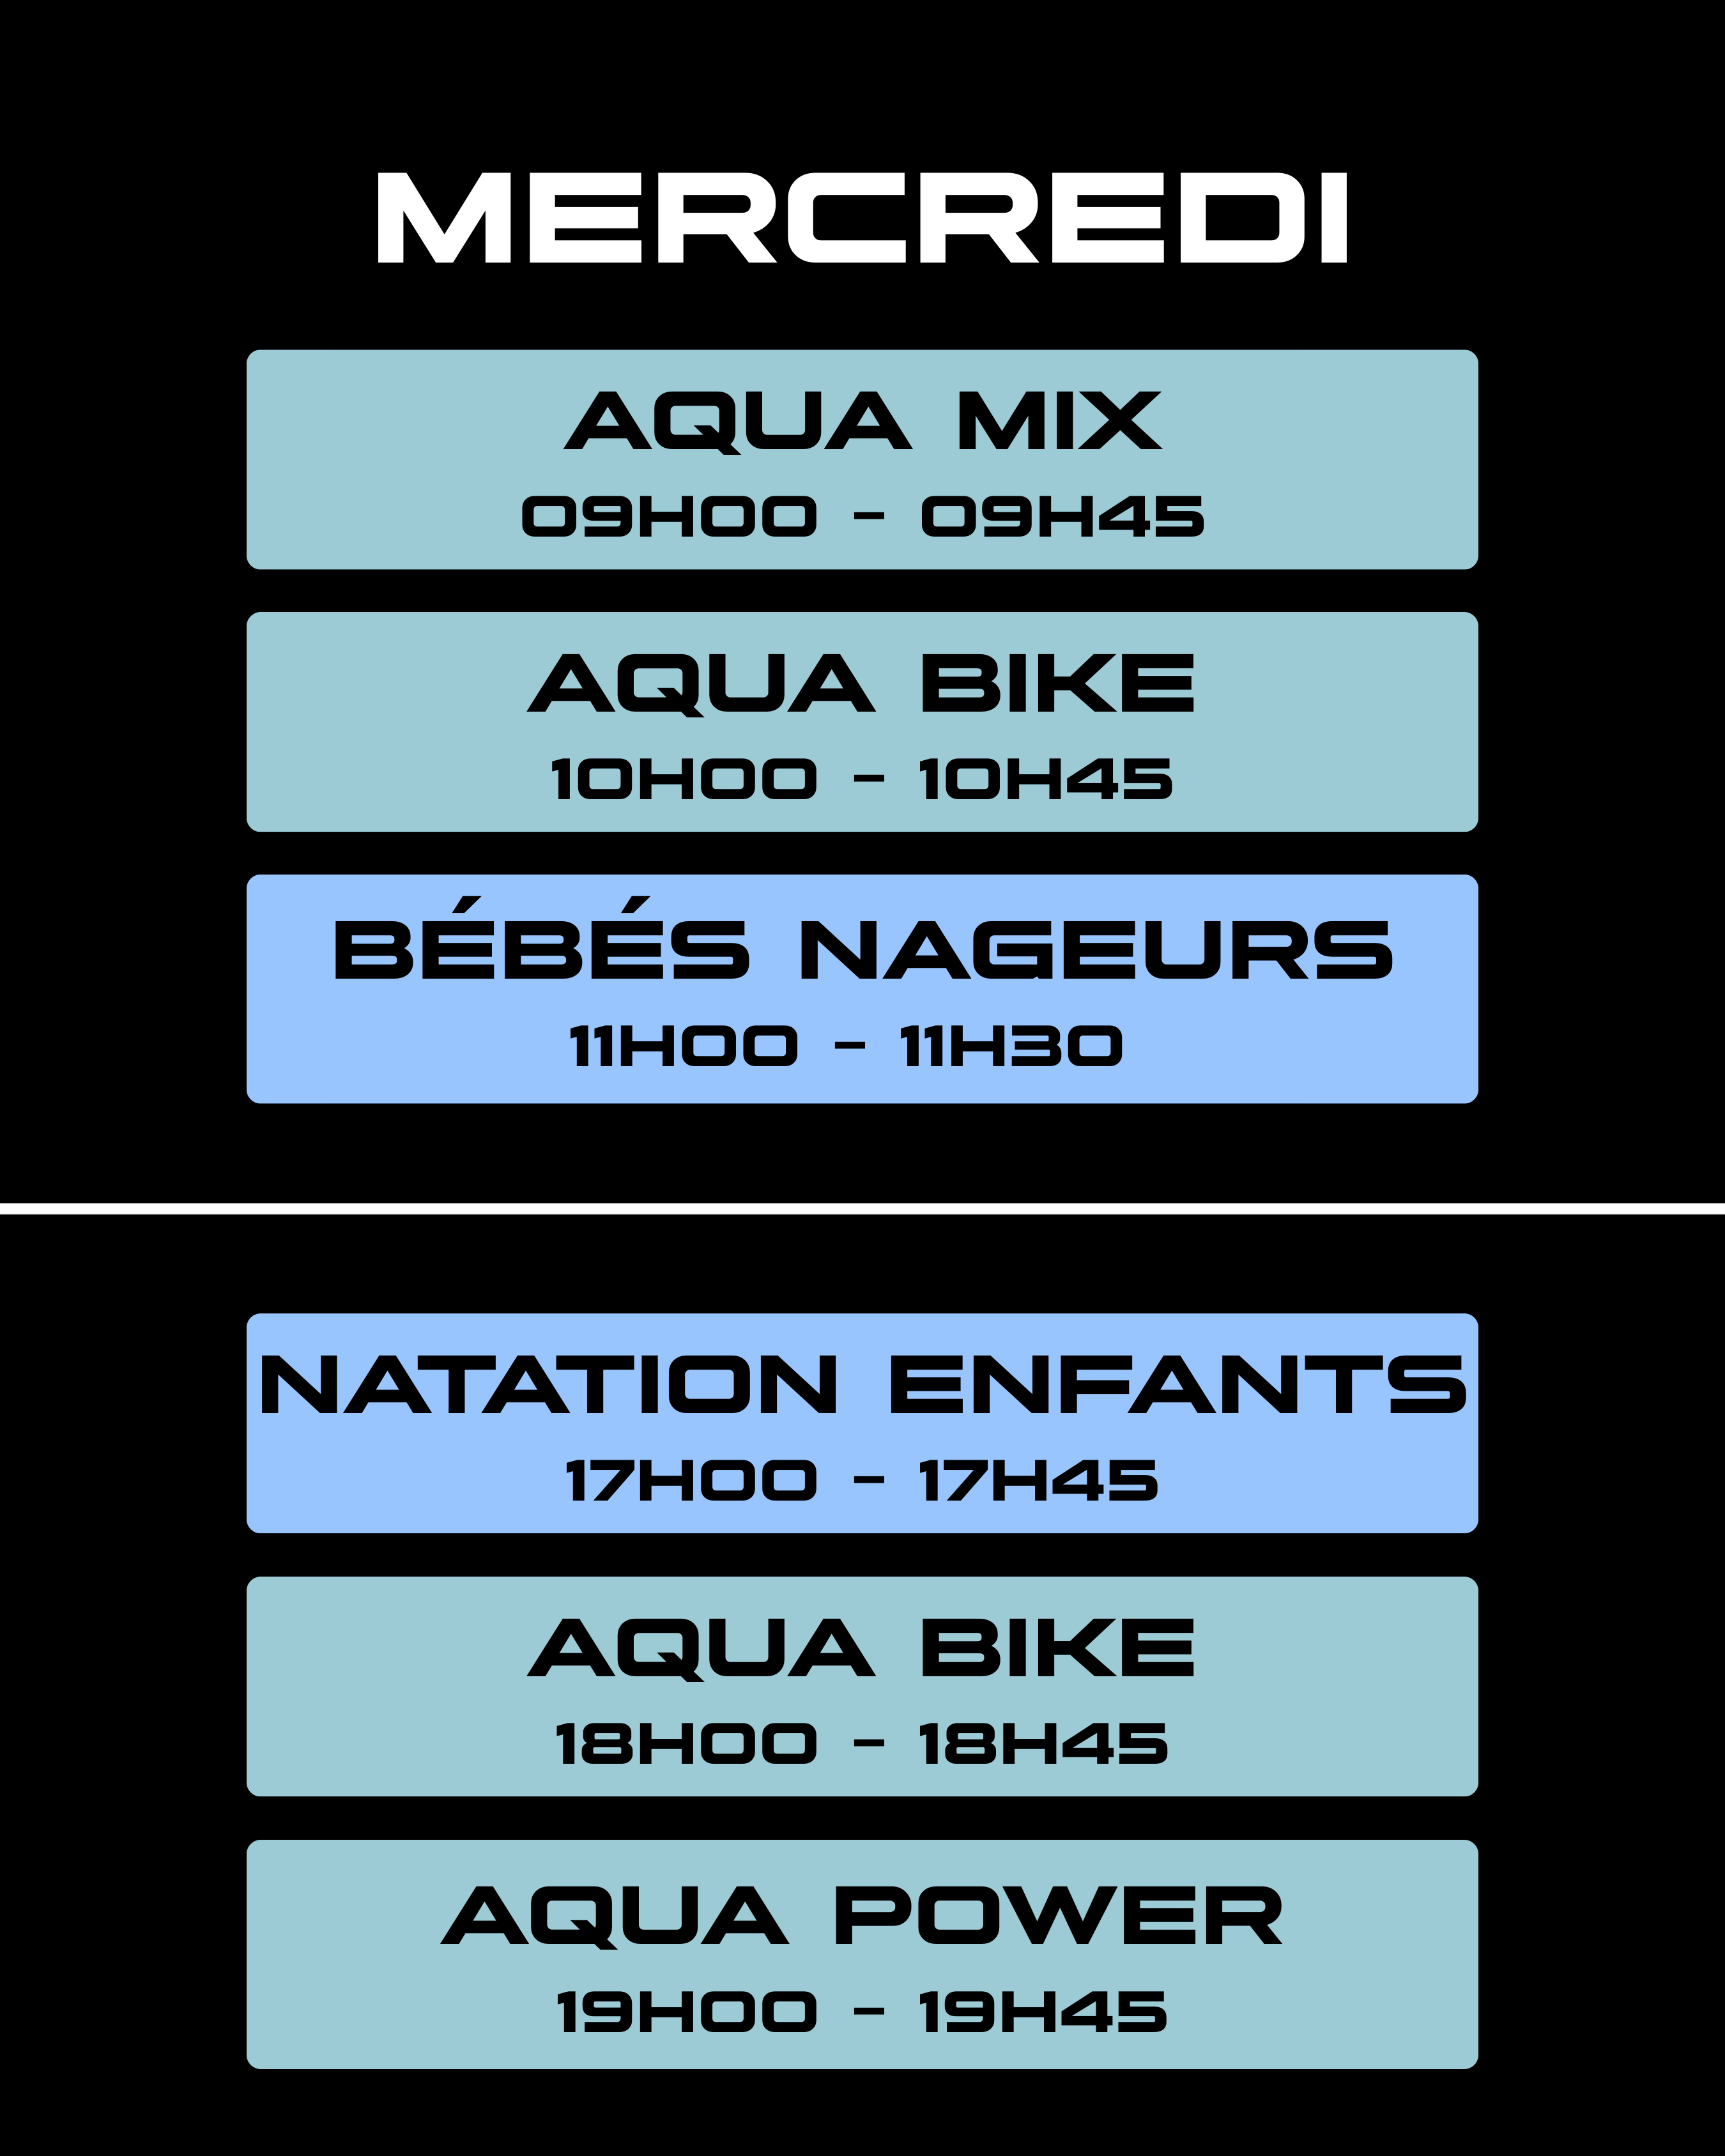 MERCREDI
AQUA MIX
09H00 - 09H45
AQUA BIKE
10H00 - 10H45
BÉBÉS NAGEURS
11H00 - 11H30
NATATION ENFANTS
17H00 - 17H45
AQUA BIKE
18H00 - 18H45
AQUA POWER
19H00 - 19H45